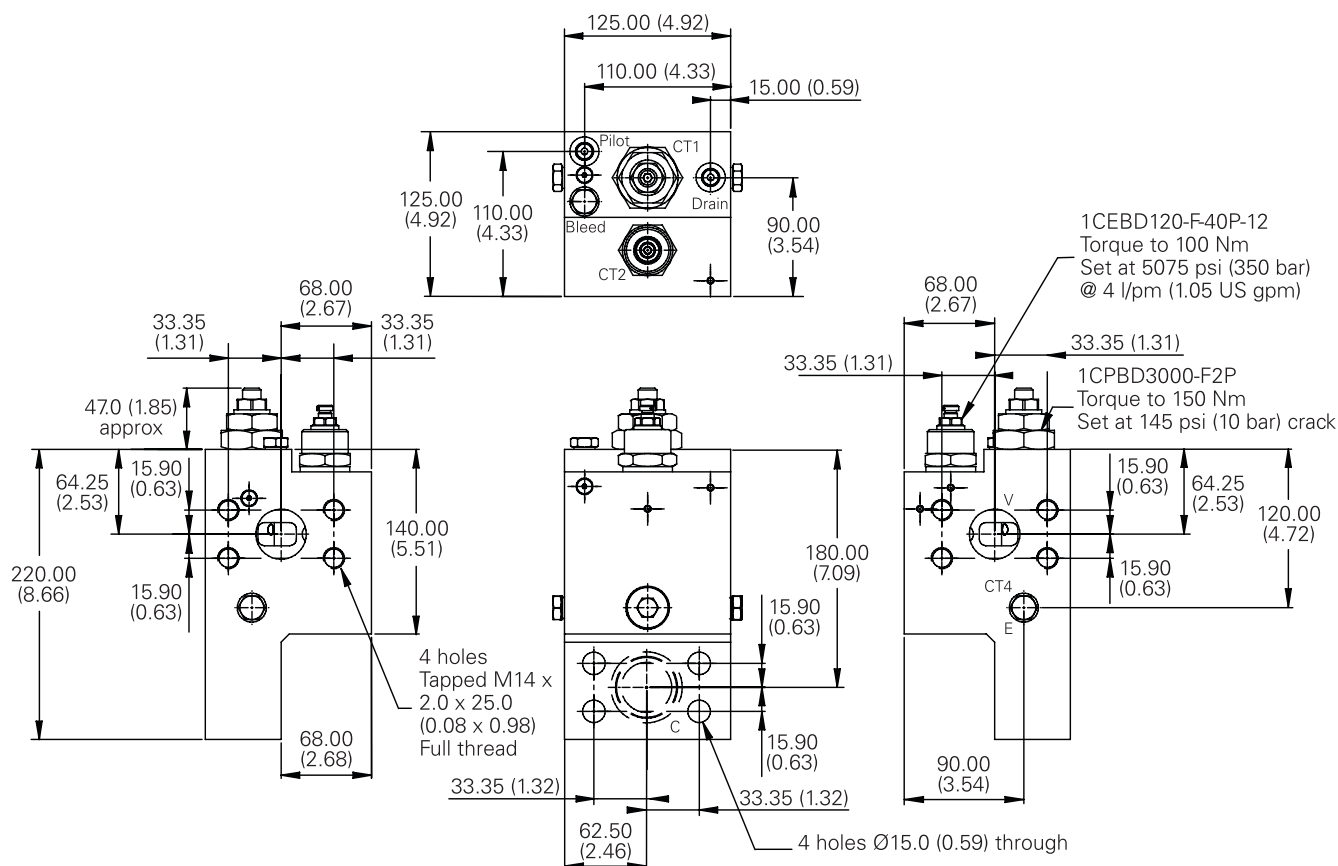 125.00 (4.92)
110.00 (4.33)
15.00 (0.59)
Pilot
CT1
125.00
(4.92)
110.00
(4.33)
Drain
90.00
(3.54)
Bleed
CT2
1CEBD120-F-40P-12
Torque to 100 Nm
Set at 5075 psi (350 bar)
@ 4 l/pm (1.05 US gpm)
68.00
(2.67)
33.35
(1.31)
33.35
(1.31)
47.0 (1.85)
approx
15.90
(0.63)
64.25
(2.53)
140.00
(5.51)
220.00
(8.66)
15.90
(0.63)
4 holes
Tapped M14 x
2.0 x 25.0
(0.08 x 0.98)
Full thread
68.00
(2.68)
180.00
(7.09)
15.90
(0.63)
C
15.90
(0.63)
33.35 (1.32)
33.35 (1.32)
62.50
(2.46)
4 holes Ø15.0 (0.59) through
68.00
(2.67)
33.35 (1.31)
33.35 (1.31)
1CPBD3000-F2P
Torque to 150 Nm
Set at 145 psi (10 bar) crack
15.90
(0.63)
64.25
(2.53)
V
120.00
(4.72)
15.90
(0.63)
CT4
E
90.00
(3.54)